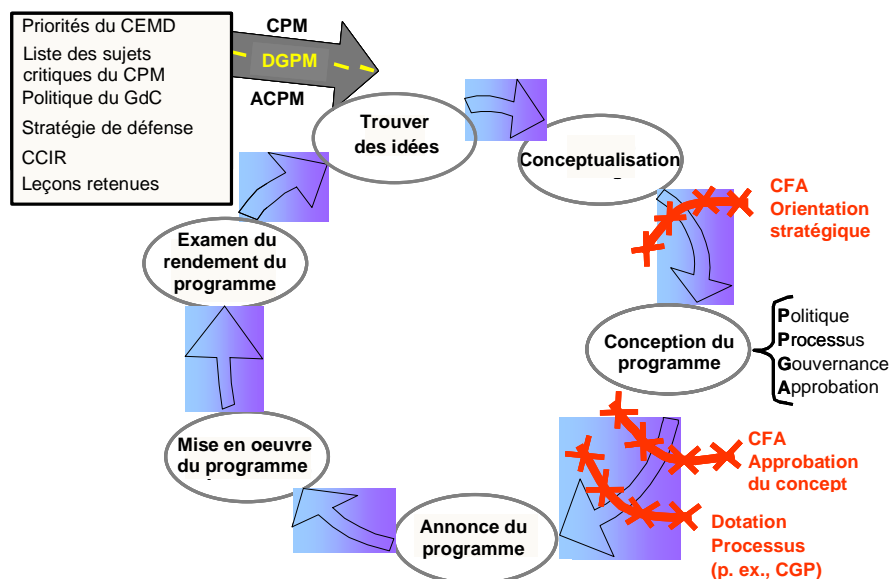 Priorités du CEMD
Liste des sujets
critiques du CPM
Politique du GdC
Stratégie de défense
CCIR
Leçons retenues
CPM
DGPM
ACPM
Trouver
des idées
Conceptualisation
CFA
Orientation
stratégique
Conception du
programme
Politique
Processus
Gouvernance
Approbation
CFA
Approbation
du concept
Dotation
Processus
(p. ex., CGP)
Annonce du
programme
Mise en oeuvre
du programme
Examen du
rendement du
programme